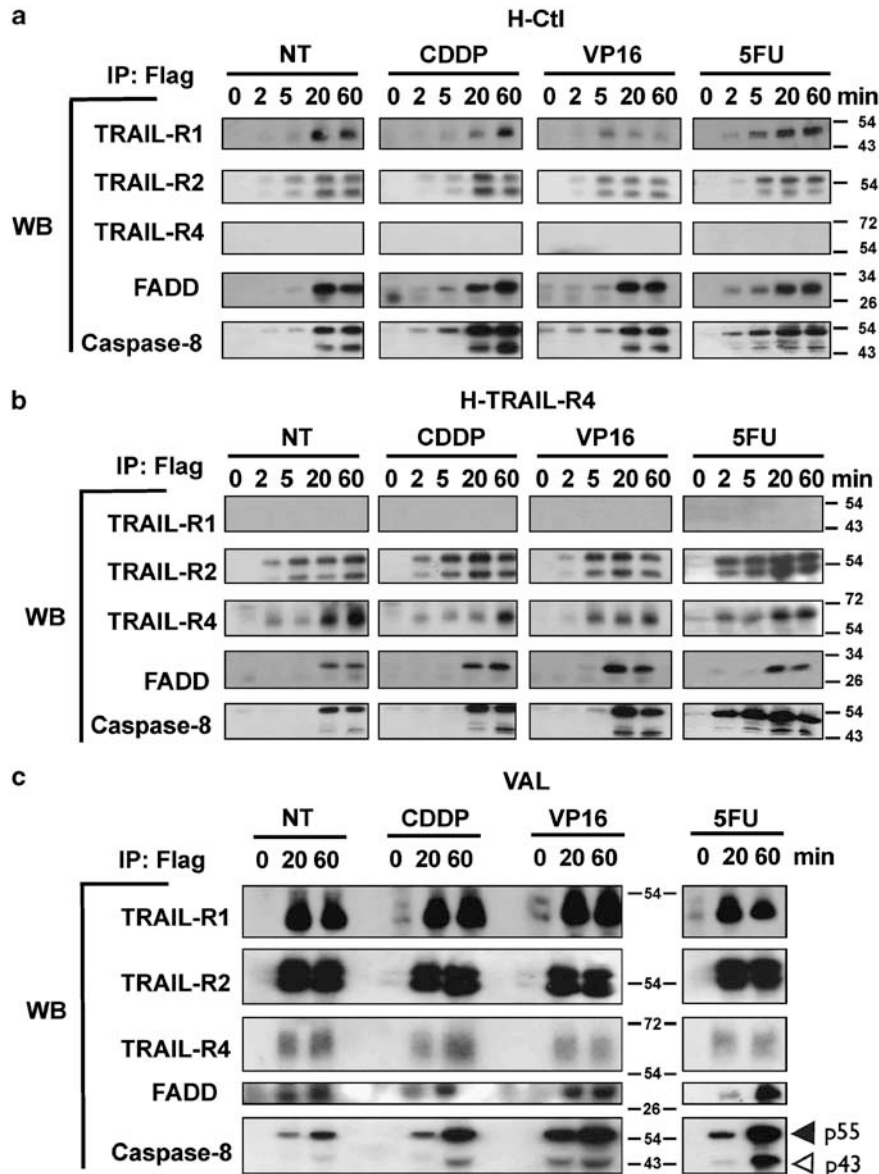 a
H-Ctl
NT CDDP VP16 5FU
IP: Flag
0 2 5 20 60 0 2 5 20 60 0 2 5 20 60 0 2 5 20 60 min
WB
TRAIL-R1 54 43
TRAIL-R2 54
TRAIL-R4 72 54
FADD 34 26
Caspase-8 54 43
b
H-TRAIL-R4
NT CDDP VP16 5FU
IP: Flag
0 2 5 20 60 0 2 5 20 60 0 2 5 20 60 0 2 5 20 60 min
WB
TRAIL-R1 54 43
TRAIL-R2 54
TRAIL-R4 72 54
FADD 34 26
Caspase-8 54 43
c
VAL
NT CDDP VP16 5FU
IP: Flag
0 20 60 0 20 60 0 20 60 0 20 60 min
WB
TRAIL-R1 54
TRAIL-R2 54
TRAIL-R4 72 54
FADD 26
Caspase-8 54 43 p55 p43